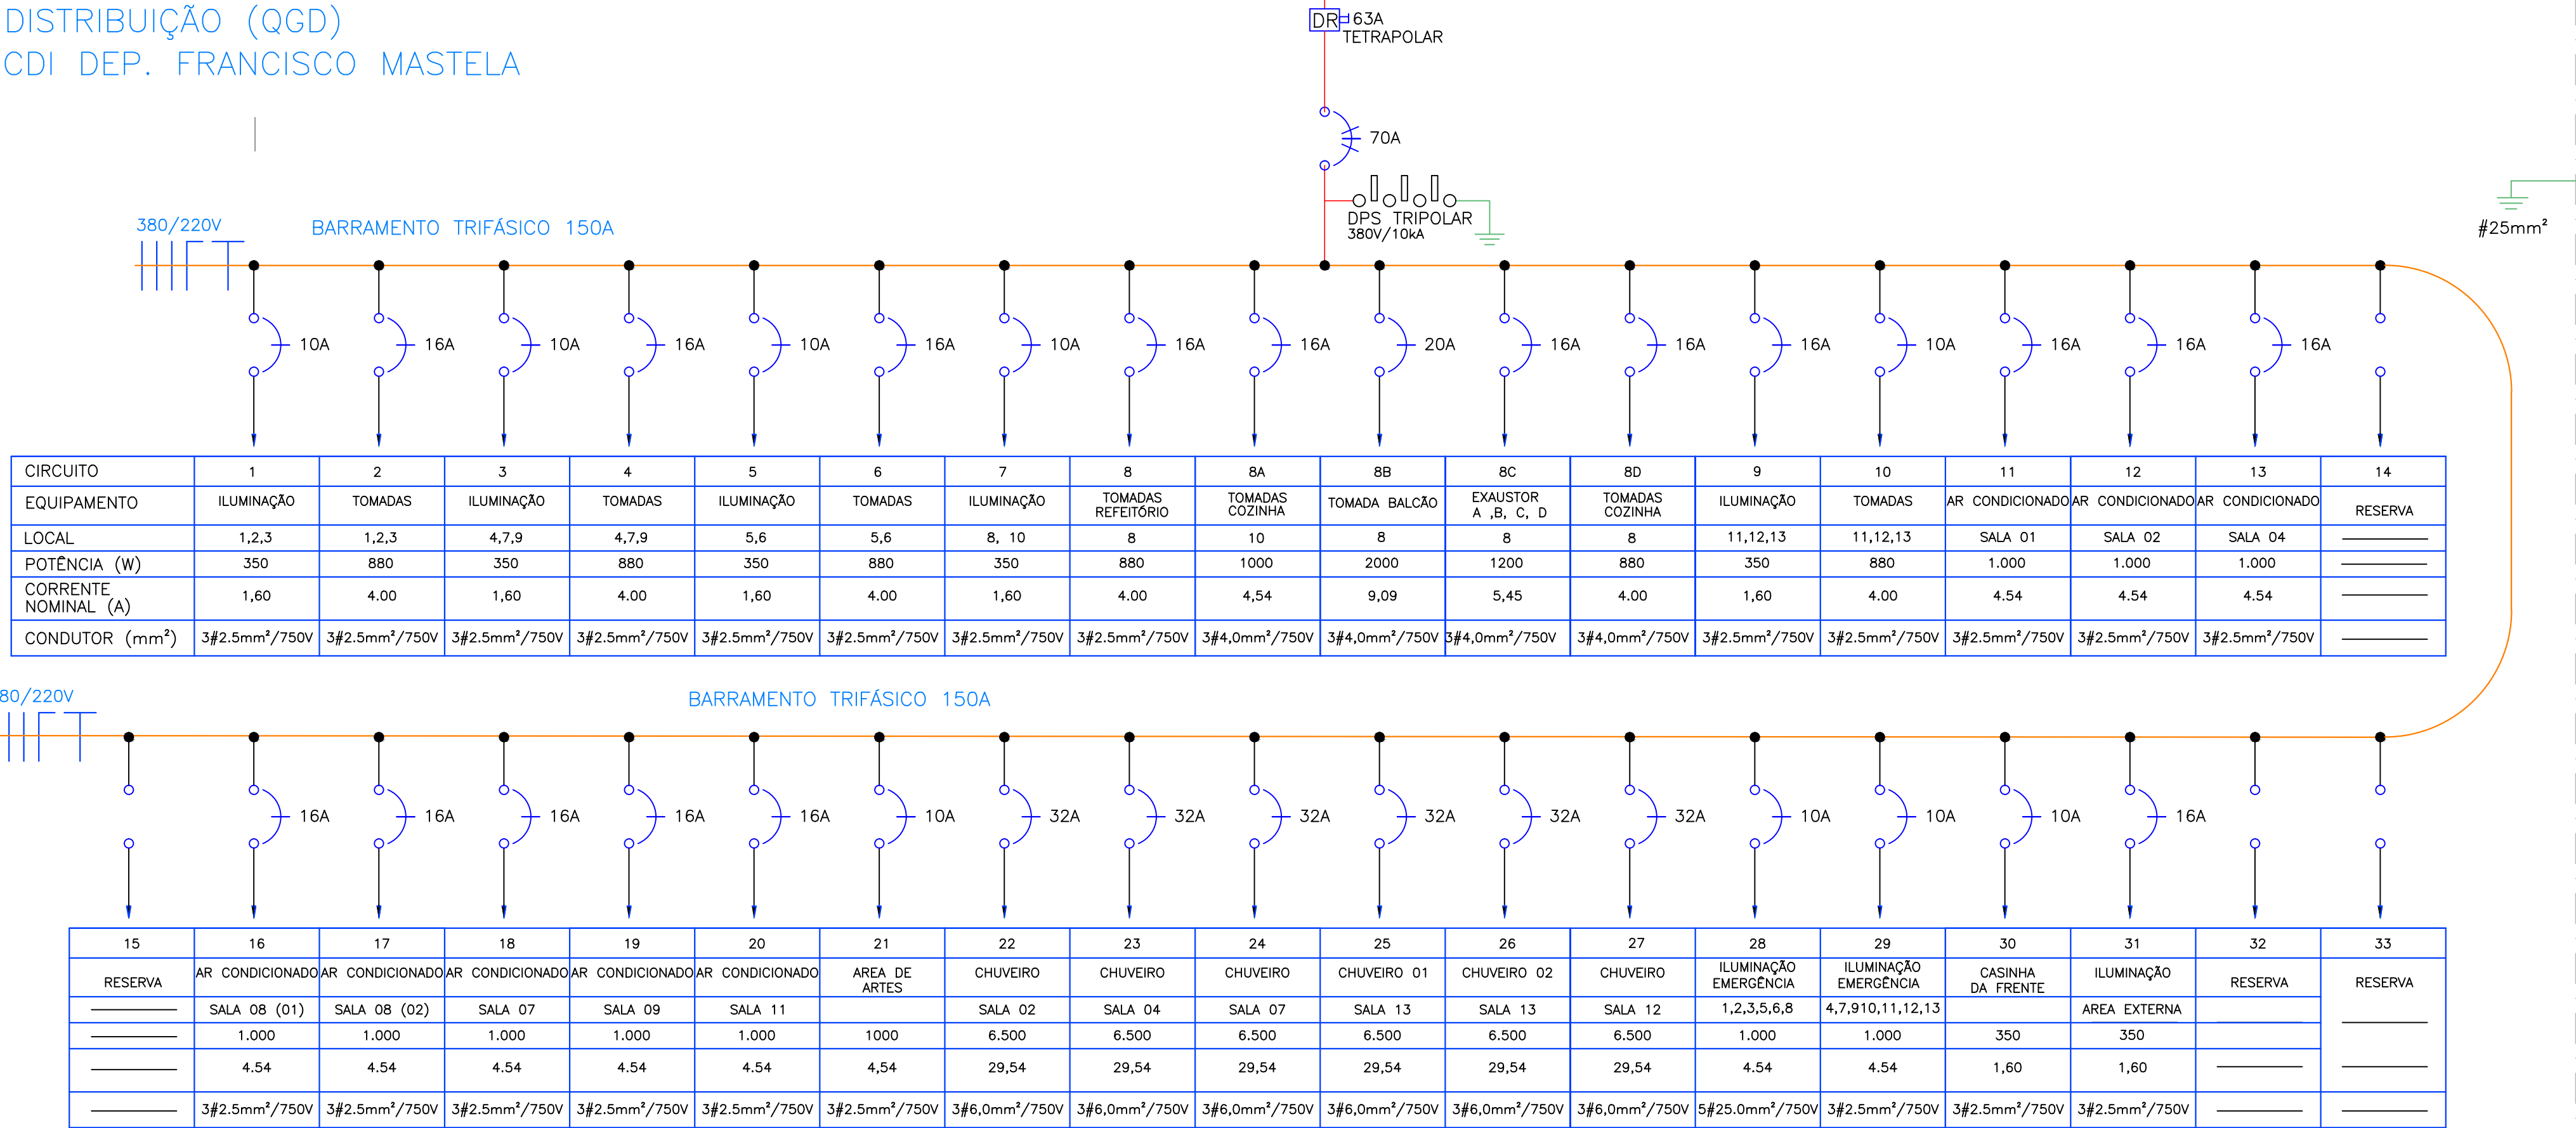 DISTRIBUIÇÃO (QGD)
CDI DEP. FRANCISCO MASTELA
DR 63A
TETRAPOLAR
70A
DPS TRIPOLAR
380V/10kA
#25mm²
380/220V BARRAMENTO TRIFÁSICO 150A
10A 16A 10A 16A 10A 16A 10A 16A 16A 20A 16A 16A 16A 10A 16A 16A 16A
CIRCUITO 1 2 3 4 5 6 7 8 8A 8B 8C 8D 9 10 11 12 13 14
EQUIPAMENTO ILUMINAÇÃO TOMADAS ILUMINAÇÃO TOMADAS ILUMINAÇÃO TOMADAS ILUMINAÇÃO TOMADAS REFEITÓRIO TOMADAS COZINHA TOMADA BALCÃO EXAUSTOR A ,B, C, D TOMADAS COZINHA ILUMINAÇÃO TOMADAS AR CONDICIONADO AR CONDICIONADO AR CONDICIONADO RESERVA
LOCAL 1,2,3 1,2,3 4,7,9 4,7,9 5,6 5,6 8, 10 8 10 8 8 8 11,12,13 11,12,13 SALA 01 SALA 02 SALA 04
POTÊNCIA (W) 350 880 350 880 350 880 350 880 1000 2000 1200 880 350 880 1.000 1.000 1.000
CORRENTE NOMINAL (A) 1,60 4.00 1,60 4.00 1,60 4.00 1,60 4.00 4,54 9,09 5,45 4.00 1,60 4.00 4.54 4.54 4.54
CONDUTOR (mm²) 3#2.5mm²/750V 3#2.5mm²/750V 3#2.5mm²/750V 3#2.5mm²/750V 3#2.5mm²/750V 3#2.5mm²/750V 3#2.5mm²/750V 3#2.5mm²/750V 3#4,0mm²/750V 3#4,0mm²/750V 3#4,0mm²/750V 3#4,0mm²/750V 3#2.5mm²/750V 3#2.5mm²/750V 3#2.5mm²/750V 3#2.5mm²/750V 3#2.5mm²/750V
80/220V BARRAMENTO TRIFÁSICO 150A
16A 16A 16A 16A 16A 10A 32A 32A 32A 32A 32A 32A 10A 10A 10A 16A
15 16 17 18 19 20 21 22 23 24 25 26 27 28 29 30 31 32 33
RESERVA AR CONDICIONADO AR CONDICIONADO AR CONDICIONADO AR CONDICIONADO AR CONDICIONADO AREA DE ARTES CHUVEIRO CHUVEIRO CHUVEIRO CHUVEIRO 01 CHUVEIRO 02 CHUVEIRO ILUMINAÇÃO EMERGÊNCIA ILUMINAÇÃO EMERGÊNCIA CASINHA DA FRENTE ILUMINAÇÃO RESERVA RESERVA
SALA 08 (01) SALA 08 (02) SALA 07 SALA 09 SALA 11 SALA 02 SALA 04 SALA 07 SALA 13 SALA 13 SALA 12 1,2,3,5,6,8 4,7,910,11,12,13 AREA EXTERNA
1.000 1.000 1.000 1.000 1.000 1000 6.500 6.500 6.500 6.500 6.500 6.500 1.000 1.000 350 350
4.54 4.54 4.54 4.54 4.54 4,54 29,54 29,54 29,54 29,54 29,54 29,54 4.54 4.54 1,60 1,60
3#2.5mm²/750V 3#2.5mm²/750V 3#2.5mm²/750V 3#2.5mm²/750V 3#2.5mm²/750V 3#2.5mm²/750V 3#6,0mm²/750V 3#6,0mm²/750V 3#6,0mm²/750V 3#6,0mm²/750V 3#6,0mm²/750V 3#6,0mm²/750V 5#25.0mm²/750V 3#2.5mm²/750V 3#2.5mm²/750V 3#2.5mm²/750V